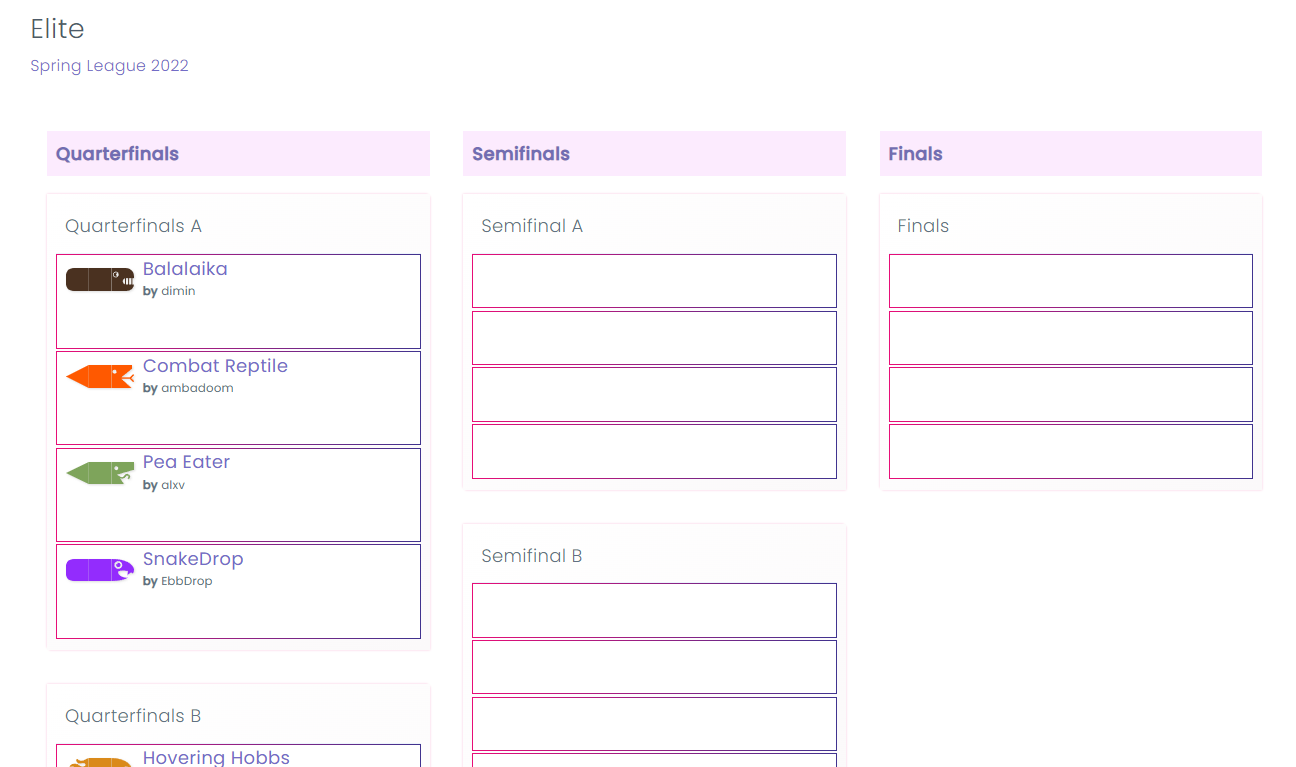 Elite
Spring League 2022
Quarterfinals
Quarterfinals A
Balalaika
by dimin
Combat Reptile
by ambadoom
Pea Eater
by alxv
SnakeDrop
by EbbDrop
Quarterfinals B
Hovering Hobbs
Semifinals
Semifinal A
Semifinal B
Finals
Finals